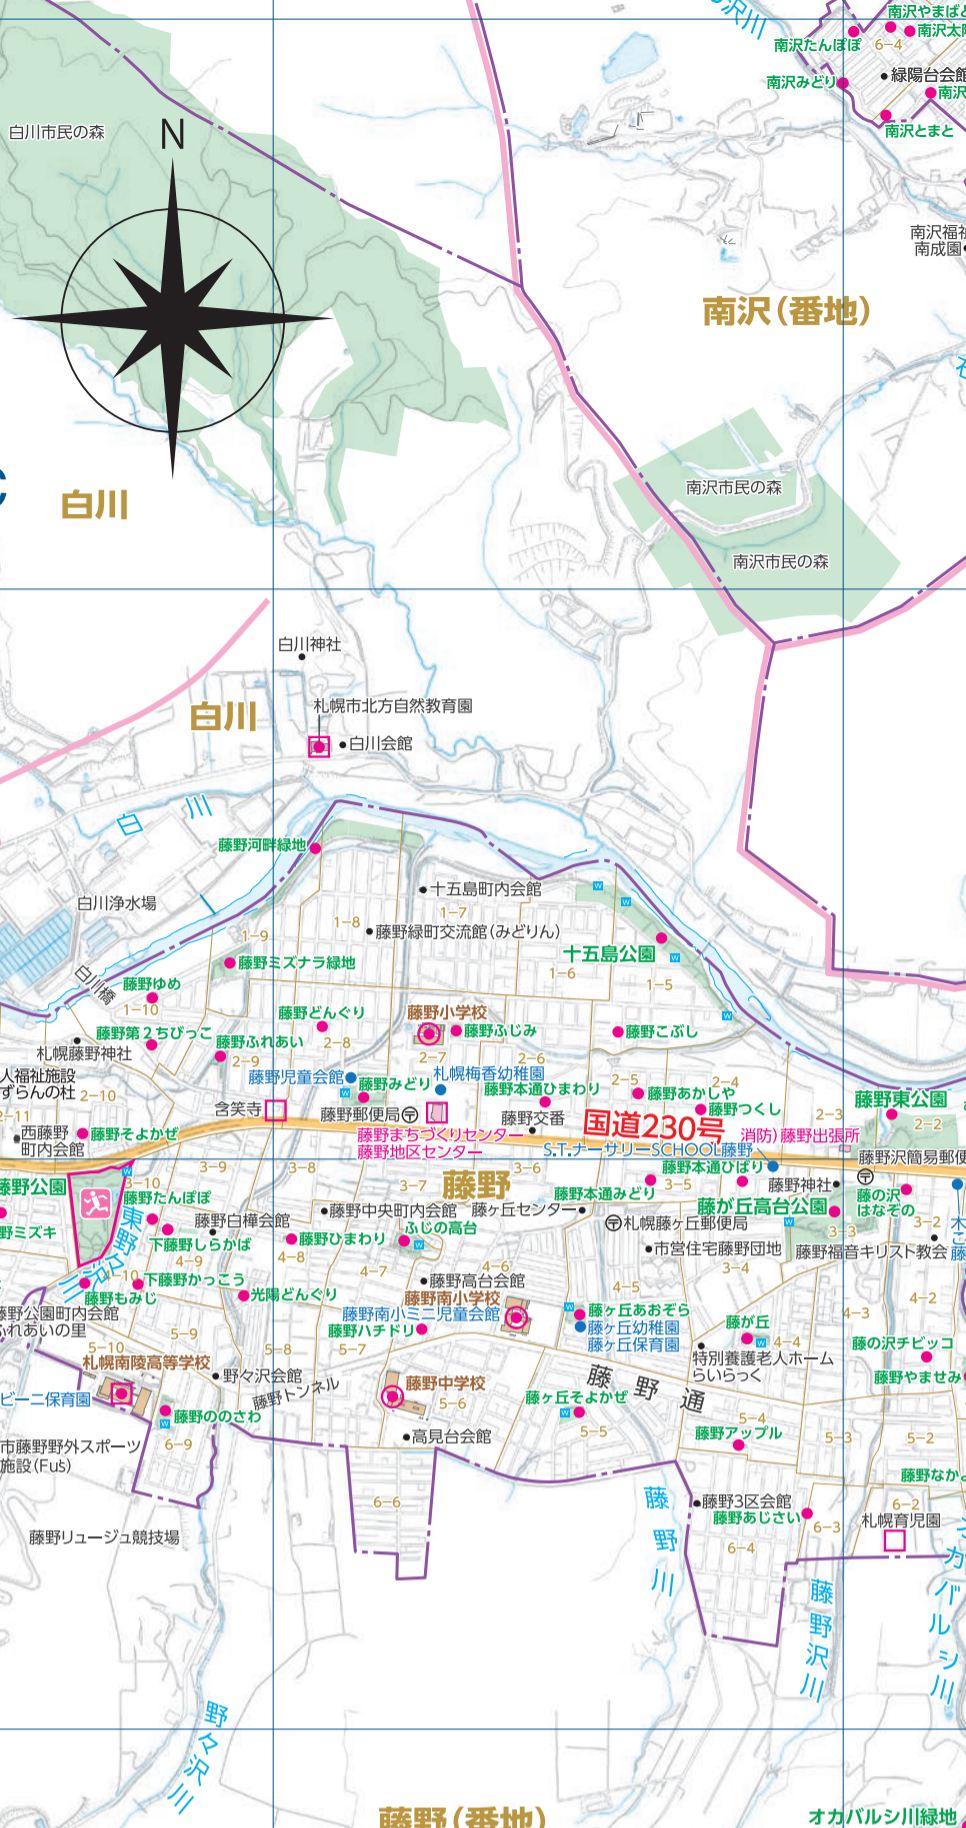 南沢たんぽぽ
6-4
南沢みどり
緑陽台会館
南沢とまと
白川市民の森
N
南沢(番地)
白川
南沢市民の森
南沢市民の森
白川神社
札幌市北方自然教育園
白川
白川会館
白川
藤野河畔緑地
白川浄水場
十五島町内会館
1-7
1-8
藤野緑町交流館(みどりん)
1-9
十五島公園
藤野ミズナラ緑地
1-6
1-5
白川橋
藤野ゆめ
1-10
藤野どんぐり
藤野小学校
藤野ふじみ
藤野こぶし
藤野第2ちびっこ
藤野ふれあい
2-8
2-7
2-6
札幌藤野神社
2-9
藤野児童会館
藤野みどり
札幌梅香幼稚園
2-5
2-4
人福祉施設
ずらんの杜
2-10
藤野本通ひまわり
藤野あかしや
藤野つくし
藤野東公園
2-11
含笑寺
藤野郵便局
藤野交番
国道230号
2-3
2-2
西藤野
町内会館
藤野そよかぜ
藤野まちづくりセンター
藤野地区センター
消防)藤野出張所
S.T.ナーサリーSCHOOL藤野
藤野沢簡易郵便
3-9
3-8
3-7
3-6
藤野
藤野本通ひばり
藤野公園
3-10
藤野たんぽぽ
藤野本通みどり
3-5
藤野神社
藤の沢
はなぞの
野ミズキ
東野々沢川
下藤野しらかば
藤野白樺会館
藤野中央町内会館
藤ヶ丘センター
藤が丘高台公園
3-3
3-2
藤野ひまわり
ふじの高台
札幌藤ヶ丘郵便局
市営住宅藤野団地
藤野福音キリスト教会
4-10
4-9
4-8
4-7
4-6
4-5
3-4
下藤野かっこう
藤野もみじ
光陽どんぐり
藤野高台会館
藤野南小学校
藤野南小ミニ児童会館
藤ヶ丘あおぞら
藤ヶ丘幼稚園
藤ヶ丘保育園
4-3
4-2
藤野公園町内会館
ふれあいの里
5-10
5-9
5-8
5-7
藤野ハチドリ
藤が丘
4-4
藤の沢チビッコ
札幌南陵高等学校
野々沢会館
特別養護老人ホーム
らいらっく
藤野やませみ
ビーニ保育園
藤野トンネル
藤野中学校
5-6
藤野通
藤ヶ丘そよかぜ
藤野ののさわ
5-5
5-4
5-3
5-2
6-9
高見台会館
藤野アップル
市藤野野外スポーツ
施設(Fu's)
藤野なかよ
6-6
藤野川
藤野3区会館
藤野あじさい
6-3
6-2
札幌育児園
藤野リュージュ競技場
6-4
オカバルシ川
藤野沢川
野々沢川
藤野(番地)
オカバルシ川緑地